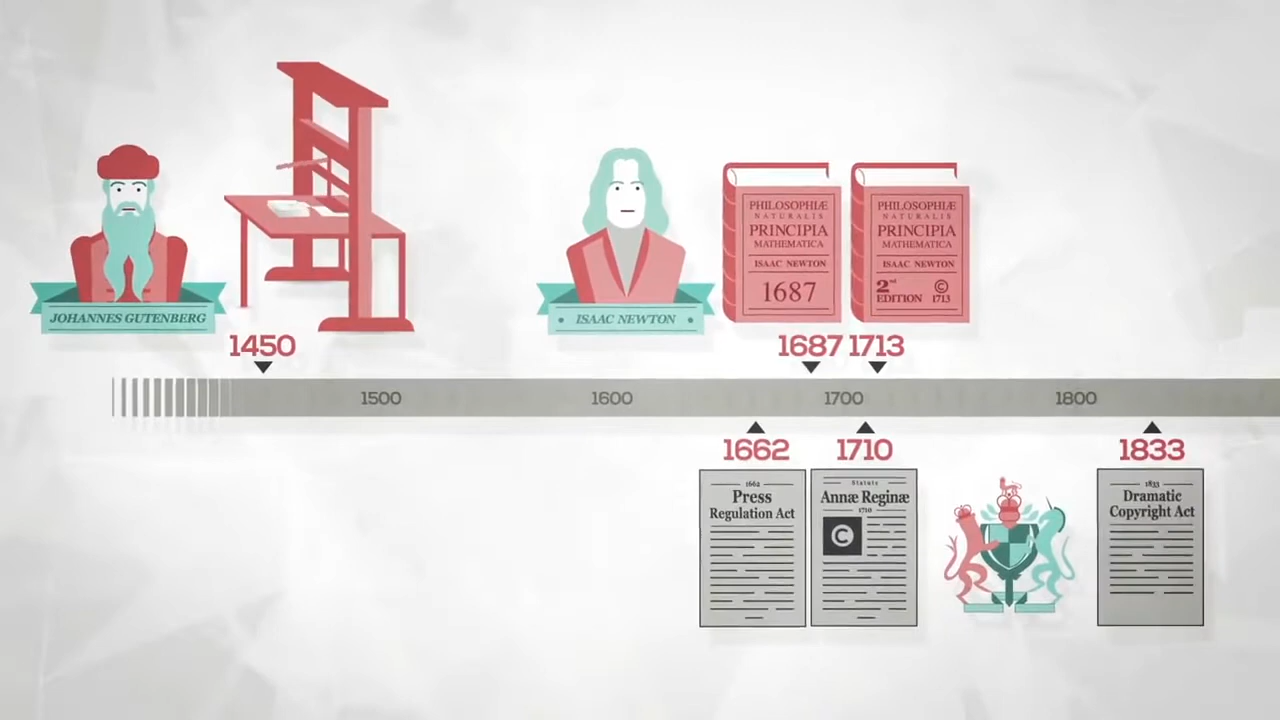 JOHANNES GUTENBERG
1450
ISAAC NEWTON
PHILOSOPHIÆ
NATURALIS
PRINCIPIA
MATHEMATICA
ISAAC NEWTON
1687
PHILOSOPHIÆ
NATURALIS
PRINCIPIA
MATHEMATICA
ISAAC NEWTON
2nd
EDITION
©
1713
1687
1713
1500
1600
1700
1800
1662
1710
1833
1662
Press
Regulation Act
Statute
Annæ Reginæ
1710
©
1833
Dramatic
Copyright Act